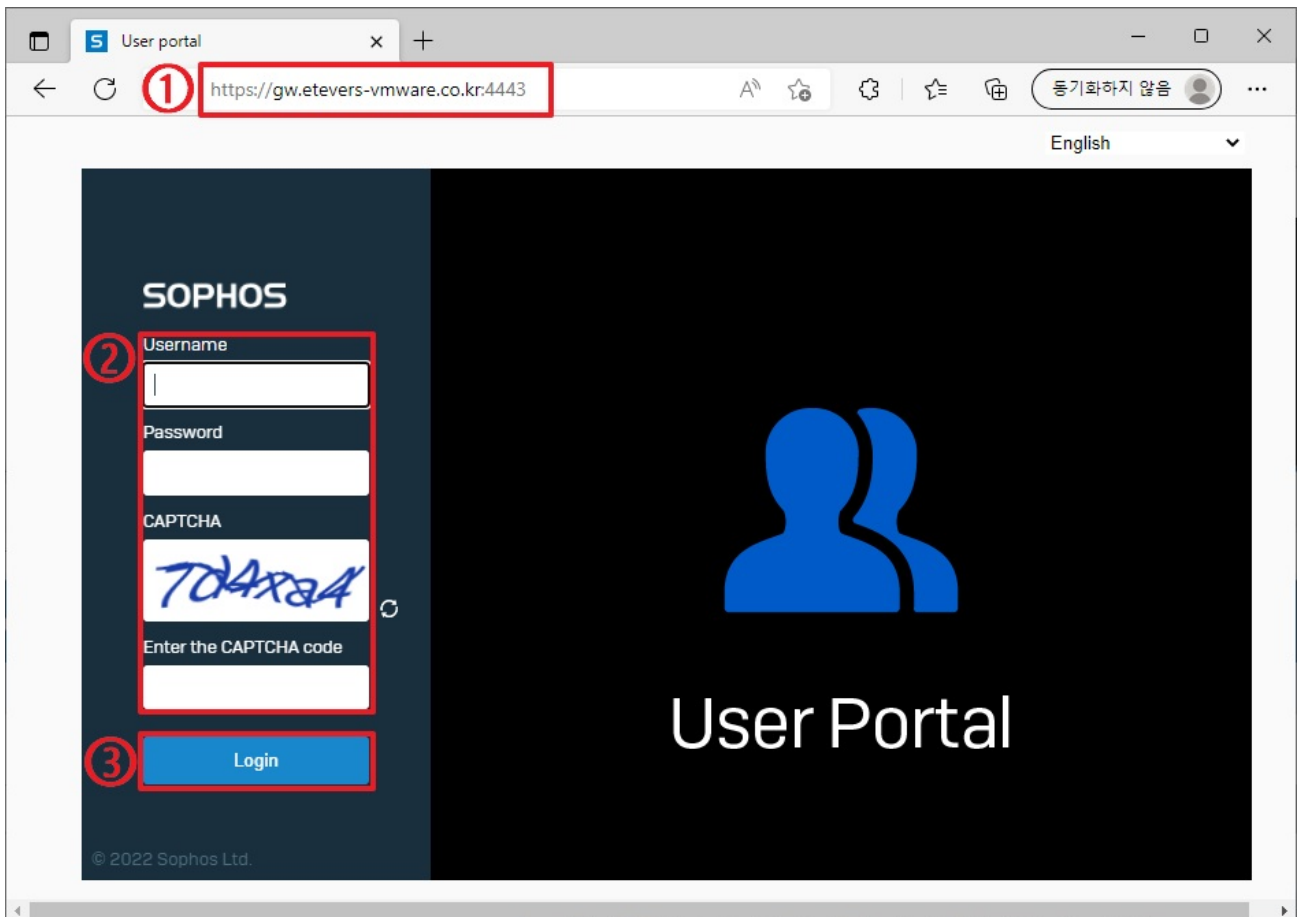 User portal
①
https://gw.etevers-vmware.co.kr:4443
동기화하지 않음
English
SOPHOS
②
Username
Password
CAPTCHA
7d4xa4
Enter the CAPTCHA code
③
Login
User Portal
© 2022 Sophos Ltd.